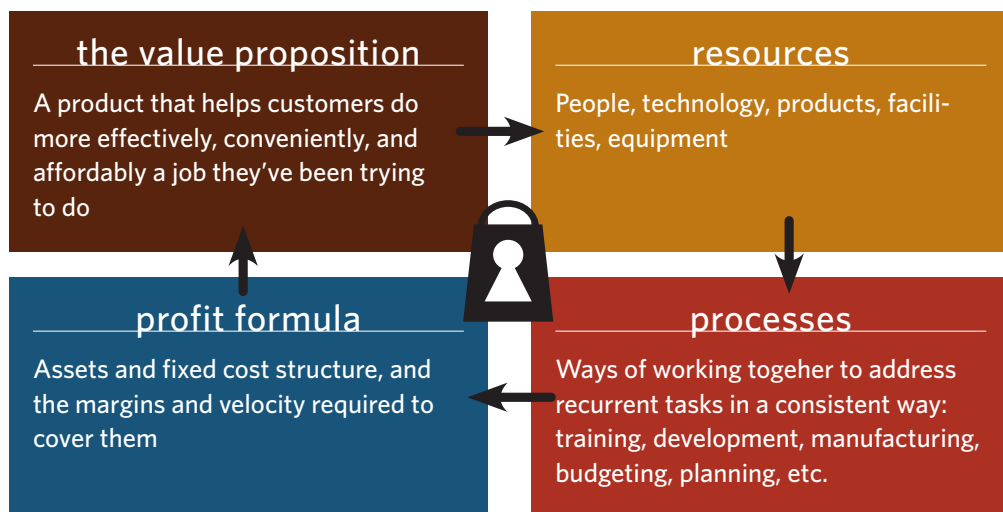 the value proposition
A product that helps customers do
more effectively, conveniently, and
affordably a job they’ve been trying
to do
resources
People, technology, products, facili-
ties, equipment
profit formula
Assets and fixed cost structure, and
the margins and velocity required to
cover them
processes
Ways of working togeher to address
recurrent tasks in a consistent way:
training, development, manufacturing,
budgeting, planning, etc.